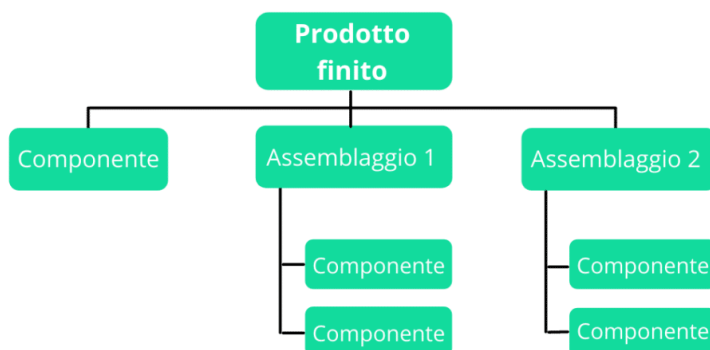 Prodotto
finito
Componente
Assemblaggio 1
Assemblaggio 2
Componente
Componente
Componente
Componente